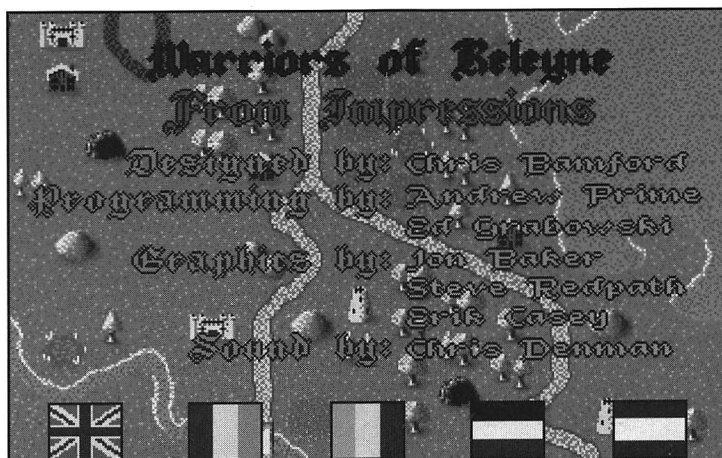 Warriors of Releyne
From Impressions
Designed by: Chris Bamford
Programming by: Andrew Prime
Ed Grabowski
Graphics by: Jon Baker
Steve Redpath
Erik Casey
Sound by: Chris Denman